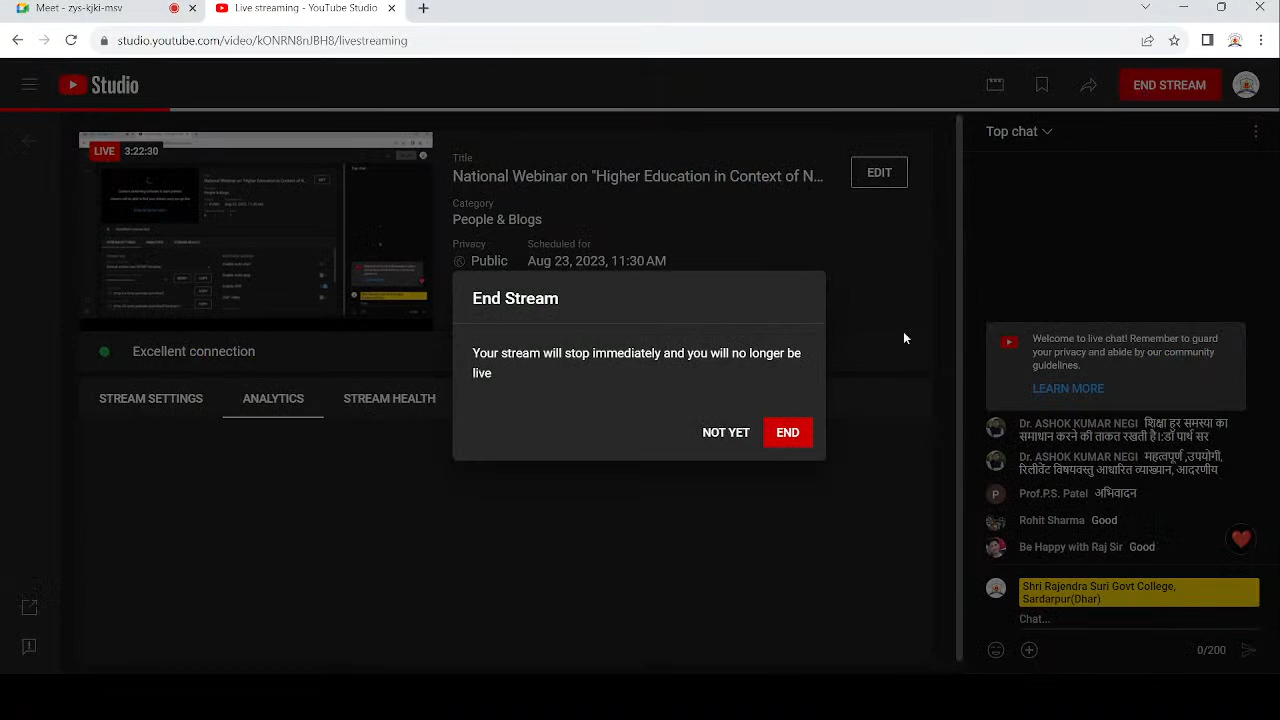 Meet - zys-kjki-msv
Live streaming - YouTube Studio
studio.youtube.com/video/kONRN8nJBH8/livestreaming
Studio
END STREAM
LIVE 3:22:30
Title
National Webinar on "Higher Education in Context of N...
EDIT
Category
People & Blogs
Privacy
Scheduled for
Public
Aug 23, 2023, 11:30 AM
Excellent connection
STREAM SETTINGS
ANALYTICS
STREAM HEALTH
End Stream
Your stream will stop immediately and you will no longer be
live
NOT YET
END
Top chat
Welcome to live chat! Remember to guard
your privacy and abide by our community
guidelines.
LEARN MORE
Dr. ASHOK KUMAR NEGI शिक्षा हर समस्या का
समाधान करने की ताकत रखती है।:डॉ पार्थ सर
Dr. ASHOK KUMAR NEGI महत्वपूर्ण ,उपयोगी,
रिलीवेंट विषयवस्तु आधारित व्याख्यान, आदरणीय
Prof.P.S. Patel अभिवादन
Rohit Sharma Good
Be Happy with Raj Sir Good
Shri Rajendra Suri Govt College,
Sardarpur(Dhar)
Chat...
0/200